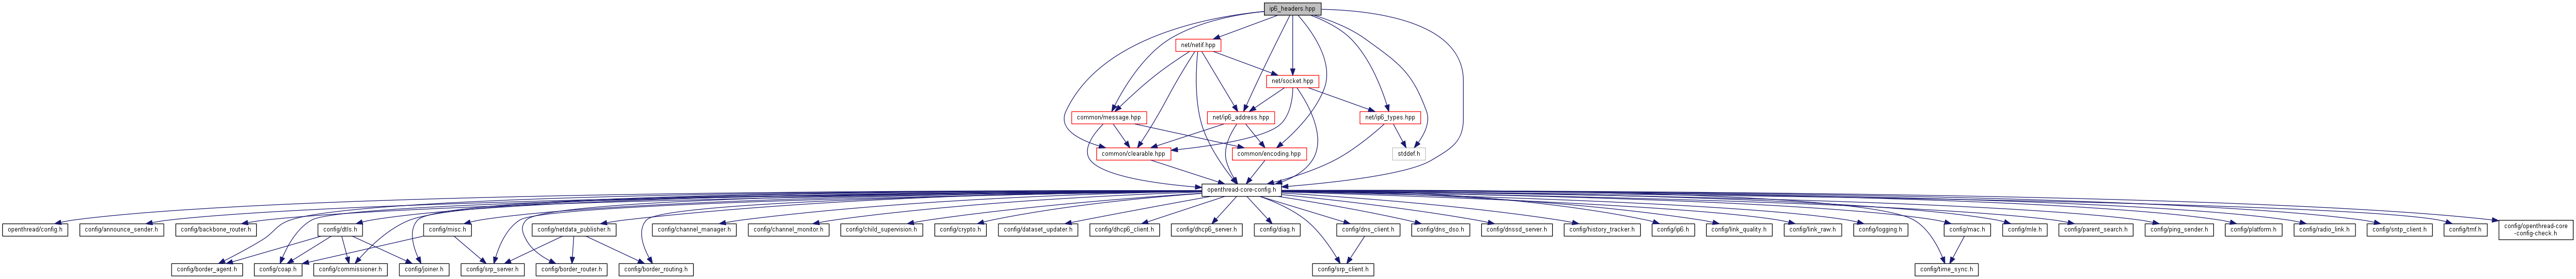 ip6_headers.hpp
net/netif.hpp
net/socket.hpp
common/message.hpp
net/ip6_address.hpp
net/ip6_types.hpp
common/clearable.hpp
common/encoding.hpp
stddef.h
openthread-core-config.h
openthread/config.h
config/announce_sender.h
config/backbone_router.h
config/dtls.h
config/misc.h
config/netdata_publisher.h
config/channel_manager.h
config/channel_monitor.h
config/child_supervision.h
config/crypto.h
config/dataset_updater.h
config/dhcp6_client.h
config/dhcp6_server.h
config/diag.h
config/dns_client.h
config/dns_dso.h
config/dnssd_server.h
config/history_tracker.h
config/ip6.h
config/link_quality.h
config/link_raw.h
config/logging.h
config/mac.h
config/mle.h
config/parent_search.h
config/ping_sender.h
config/platform.h
config/radio_link.h
config/sntp_client.h
config/tmf.h
config/openthread-core
-config-check.h
config/border_agent.h
config/coap.h
config/commissioner.h
config/joiner.h
config/srp_server.h
config/border_router.h
config/border_routing.h
config/srp_client.h
config/time_sync.h